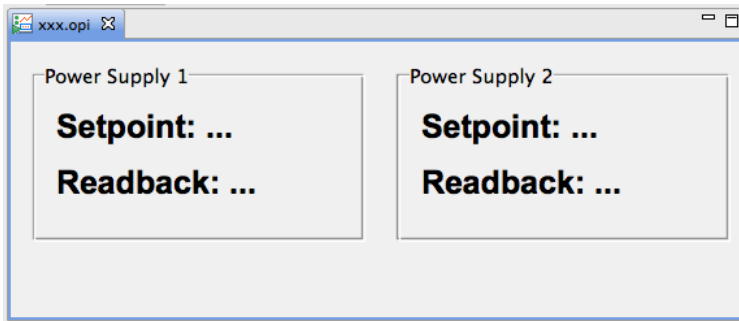 xxx.opi
Power Supply 1
Setpoint: ...
Readback: ...
Power Supply 2
Setpoint: ...
Readback: ...